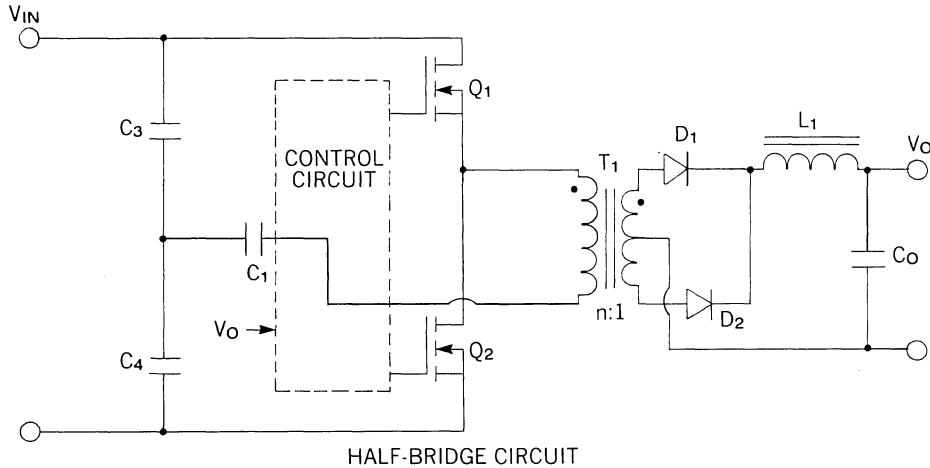 VIN
Q1
C3
CONTROL
CIRCUIT
D1
L1
VO
T1
C1
CO
n:1
D2
VO
C4
Q2
HALF-BRIDGE CIRCUIT